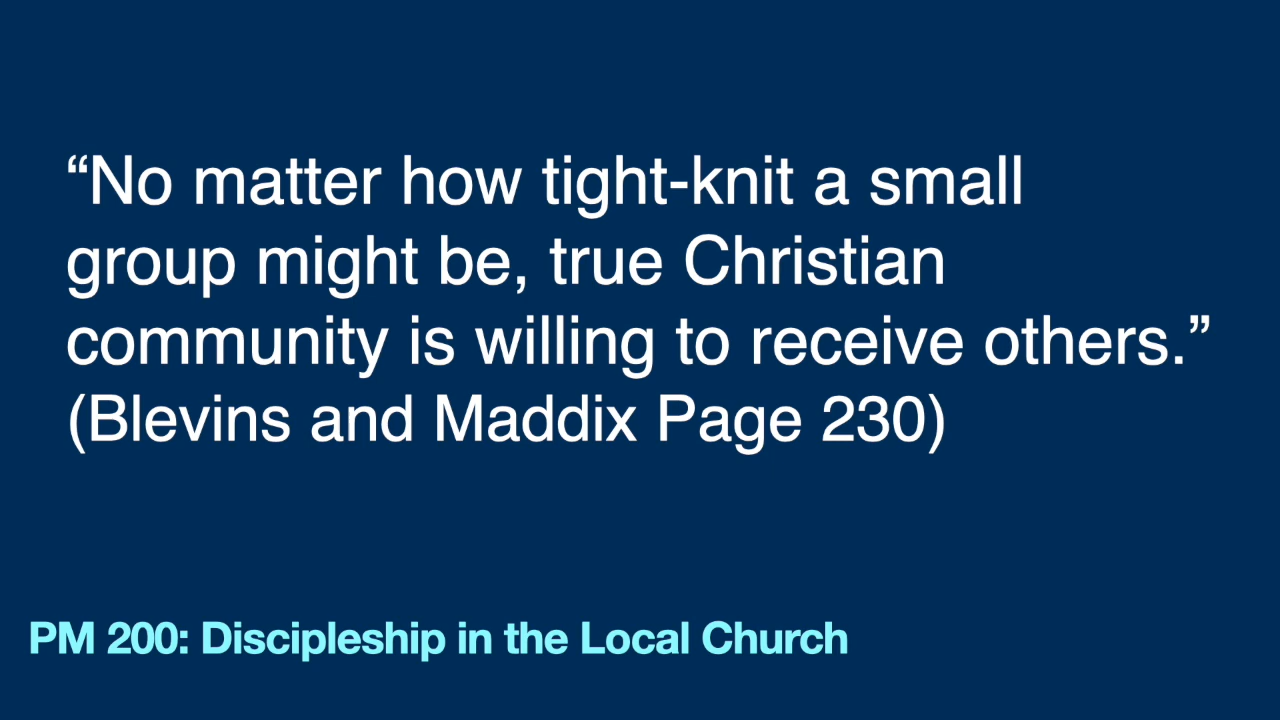 “No matter how tight-knit a small
group might be, true Christian
community is willing to receive others.”
(Blevins and Maddix Page 230)
PM 200: Discipleship in the Local Church